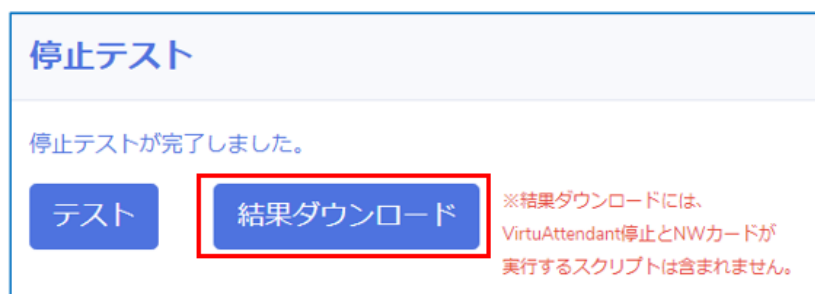 停止テスト
停止テストが完了しました。
テスト
結果ダウンロード
※結果ダウンロードには、
VirtuAttendant停止とNWカードが
実行するスクリプトは含まれません。